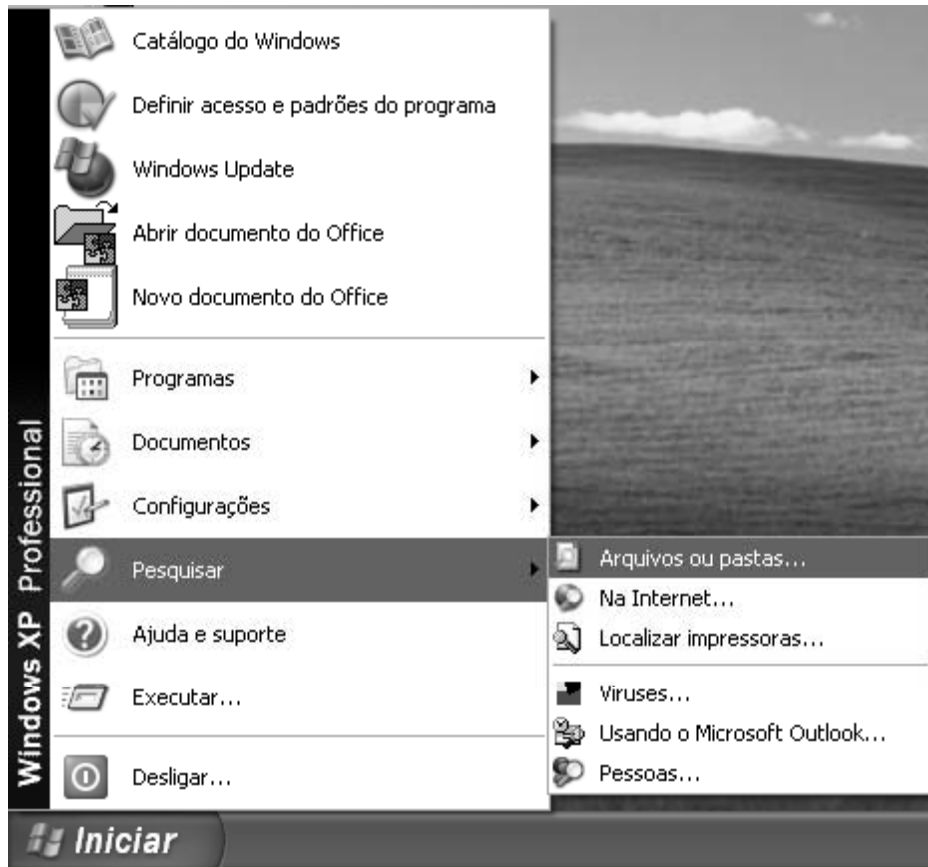 Catálogo do Windows
Definir acesso e padrões do programa
Windows Update
Abrir documento do Office
Novo documento do Office
Programas
Documentos
Configurações
Pesquisar
Ajuda e suporte
Executar...
Desligar...
Windows XP Professional
Arquivos ou pastas...
Na Internet...
Localizar impressoras...
Viruses...
Usando o Microsoft Outlook...
Pessoas...
Iniciar